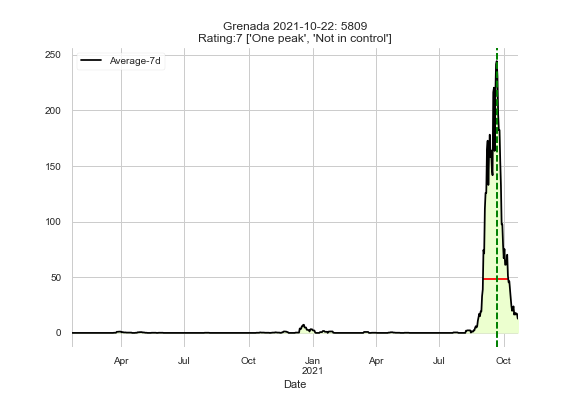 Grenada 2021-10-22: 5809
Rating:7 ['One peak', 'Not in control']
Average-7d
250
200
150
100
50
0
Apr Jul Oct Jan Apr Jul Oct
2021
Date